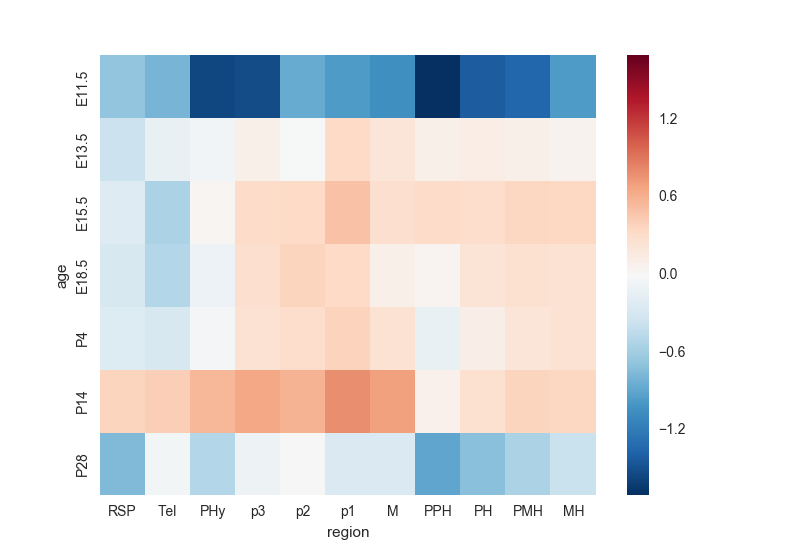 age
E11.5
E13.5
E15.5
E18.5
P4
P14
P28
RSP Tel PHy p3 p2 p1 M PPH PH PMH MH
region
1.2
0.6
0.0
−0.6
−1.2